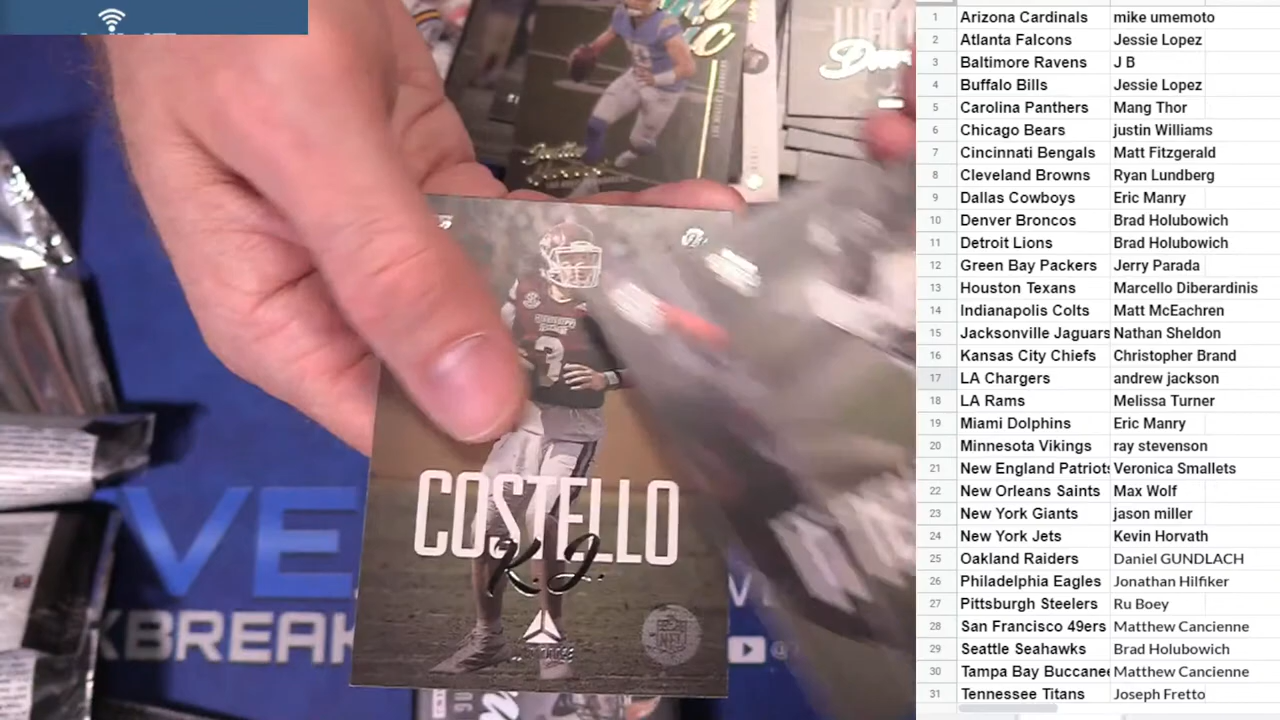 COSTELLO
K.J.
3
VE
KBREAK
V
1 Arizona Cardinals mike umemoto
2 Atlanta Falcons Jessie Lopez
3 Baltimore Ravens J B
4 Buffalo Bills Jessie Lopez
5 Carolina Panthers Mang Thor
6 Chicago Bears justin Williams
7 Cincinnati Bengals Matt Fitzgerald
8 Cleveland Browns Ryan Lundberg
9 Dallas Cowboys Eric Manry
10 Denver Broncos Brad Holubowich
11 Detroit Lions Brad Holubowich
12 Green Bay Packers Jerry Parada
13 Houston Texans Marcello Diberardinis
14 Indianapolis Colts Matt McEachren
15 Jacksonville Jaguars Nathan Sheldon
16 Kansas City Chiefs Christopher Brand
17 LA Chargers andrew jackson
18 LA Rams Melissa Turner
19 Miami Dolphins Eric Manry
20 Minnesota Vikings ray stevenson
21 New England Patriots Veronica Smallets
22 New Orleans Saints Max Wolf
23 New York Giants jason miller
24 New York Jets Kevin Horvath
25 Oakland Raiders Daniel GUNDLACH
26 Philadelphia Eagles Jonathan Hilfiker
27 Pittsburgh Steelers Ru Boey
28 San Francisco 49ers Matthew Cancienne
29 Seattle Seahawks Brad Holubowich
30 Tampa Bay Buccanee Matthew Cancienne
31 Tennessee Titans Joseph Fretto